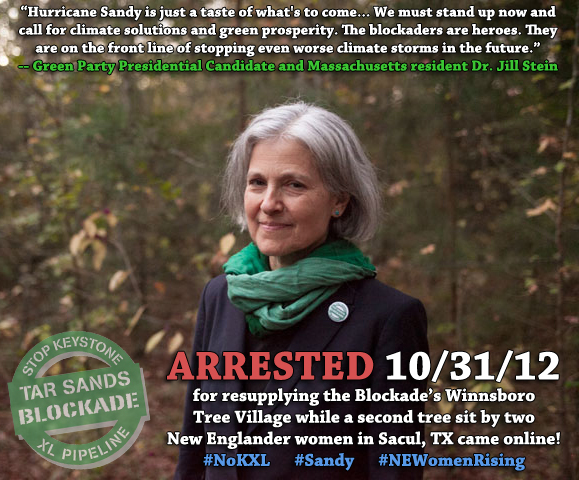 “Hurricane Sandy is just a taste of what's to come... We must stand up now and
call for climate solutions and green prosperity. The blockaders are heroes. They
are on the front line of stopping even worse climate storms in the future.”
-- Green Party Presidential Candidate and Massachusetts resident Dr. Jill Stein
STOP KEYSTONE
TAR SANDS
BLOCKADE
XL PIPELINE
ARRESTED 10/31/12
for resupplying the Blockade’s Winnsboro
Tree Village while a second tree sit by two
New Englander women in Sacul, TX came online!
#NoKXL #Sandy #NEWomenRising